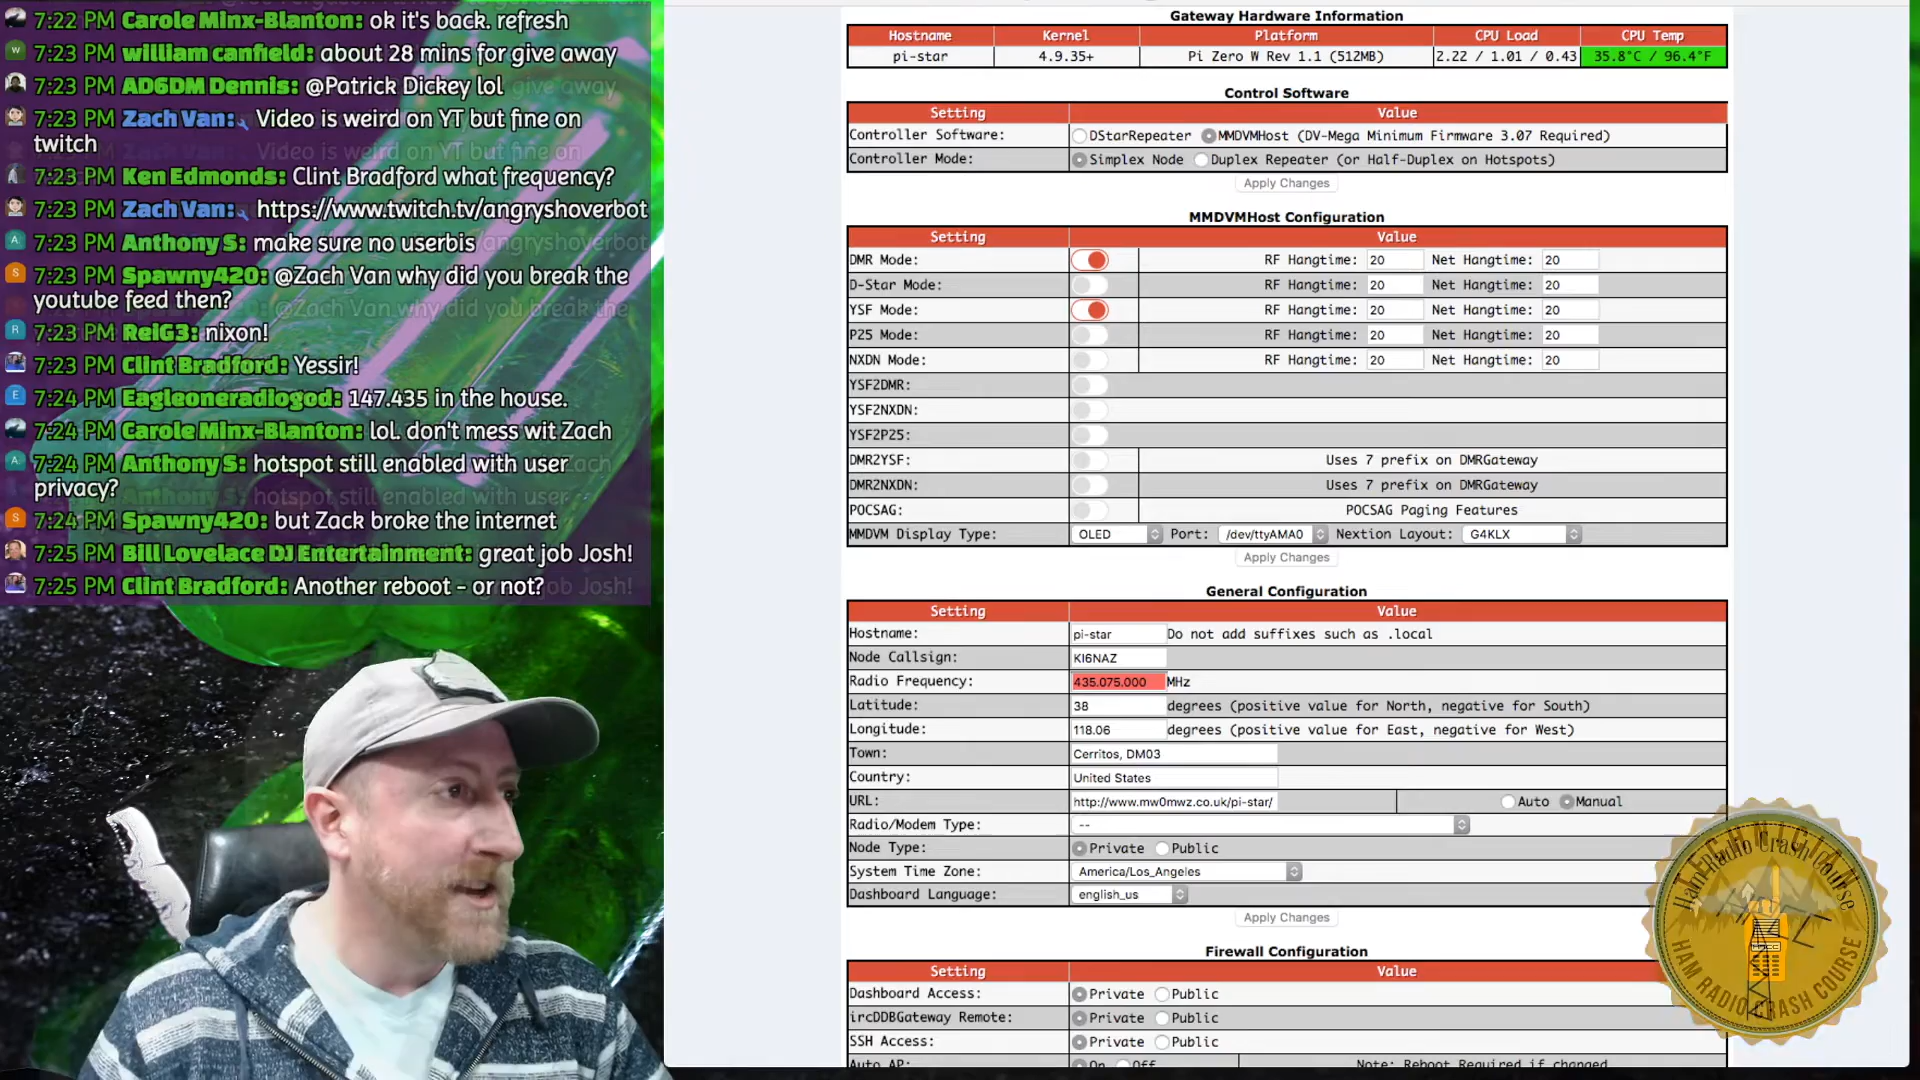 7:22 PM Carole Minx-Blanton: ok it's back. refresh
7:23 PM william canfield: about 28 mins for give away
7:23 PM AD6DM Dennis: @Patrick Dickey lol
7:23 PM Zach Van: Video is weird on YT but fine on
twitch
7:23 PM Ken Edmonds: Clint Bradford what frequency?
7:23 PM Zach Van: https://www.twitch.tv/angryshoverbot
7:23 PM Anthony S: make sure no userbis
7:23 PM Spawny420: @Zach Van why did you break the
youtube feed then?
7:23 PM ReiG3: nixon!
7:23 PM Clint Bradford: Yessir!
7:24 PM Eagleoneradiogod: 147.435 in the house.
7:24 PM Carole Minx-Blanton: lol. don't mess wit Zach
7:24 PM Anthony S: hotspot still enabled with user
privacy?
7:24 PM Spawny420: but Zack broke the internet
7:25 PM Bill Lovelace DJ Entertainment: great job Josh!
7:25 PM Clint Bradford: Another reboot - or not?
Gateway Hardware Information
Hostname Kernel Platform CPU Load CPU Temp
pi-star 4.9.35+ Pi Zero W Rev 1.1 (512MB) 2.22 / 1.01 / 0.43 35.8°C / 96.4°F
Control Software
Setting Value
Controller Software: DStarRepeater MMDVMHost (DV-Mega Minimum Firmware 3.07 Required)
Controller Mode: Simplex Node Duplex Repeater (or Half-Duplex on Hotspots)
Apply Changes
MMDVMHost Configuration
Setting Value
DMR Mode: RF Hangtime: 20 Net Hangtime: 20
D-Star Mode: RF Hangtime: 20 Net Hangtime: 20
YSF Mode: RF Hangtime: 20 Net Hangtime: 20
P25 Mode: RF Hangtime: 20 Net Hangtime: 20
NXDN Mode: RF Hangtime: 20 Net Hangtime: 20
YSF2DMR:
YSF2NXDN:
YSF2P25:
DMR2YSF: Uses 7 prefix on DMRGateway
DMR2NXDN: Uses 7 prefix on DMRGateway
POCSAG: POCSAG Paging Features
MMDVM Display Type: OLED Port: /dev/ttyAMA0 Nextion Layout: G4KLX
Apply Changes
General Configuration
Setting Value
Hostname: pi-star Do not add suffixes such as .local
Node Callsign: KI6NAZ
Radio Frequency: 435.075.000 MHz
Latitude: 38 degrees (positive value for North, negative for South)
Longitude: 118.06 degrees (positive value for East, negative for West)
Town: Cerritos, DM03
Country: United States
URL: http://www.mw0mwz.co.uk/pi-star/ Auto Manual
Radio/Modem Type: --
Node Type: Private Public
System Time Zone: America/Los_Angeles
Dashboard Language: english_us
Apply Changes
Firewall Configuration
Setting Value
Dashboard Access: Private Public
ircDDBGateway Remote: Private Public
SSH Access: Private Public
Auto AP: On Off Note: Reboot Required if changed
Ham Radio Crash Course
HAM RADIO CRASH COURSE